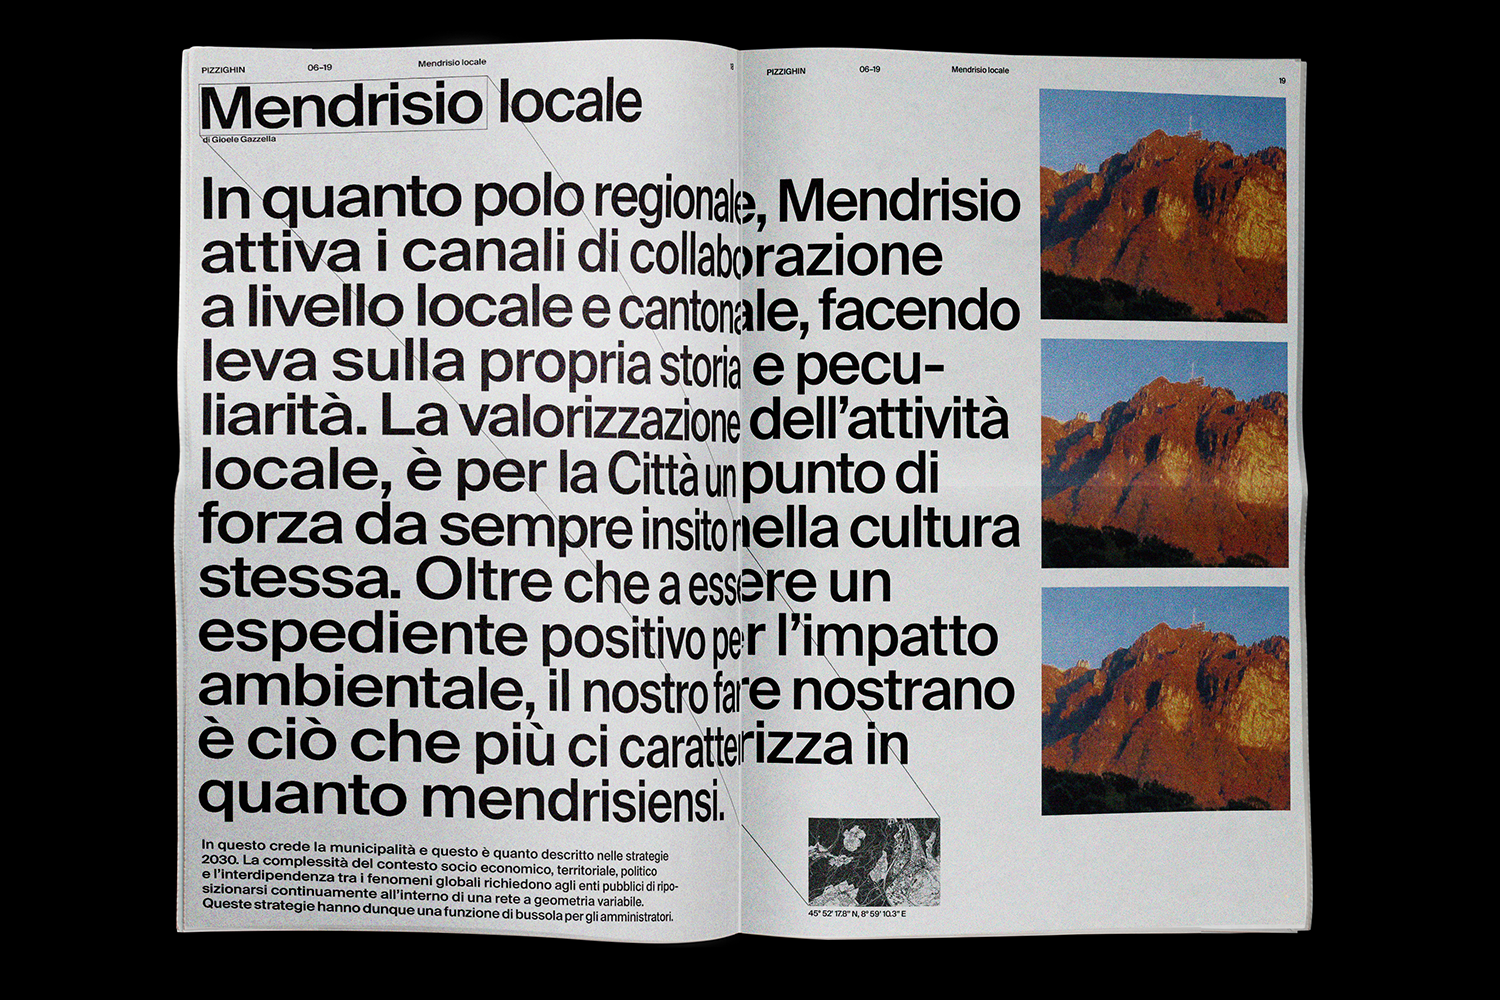 PIZZIGHIN 06–19 Mendrisio locale 18
Mendrisio locale
di Gioele Gazzella
PIZZIGHIN 06–19 Mendrisio locale 19
In quanto polo regionale, Mendrisio
attiva i canali di collaborazione
a livello locale e cantonale, facendo
leva sulla propria storia e pecu-
liarità. La valorizzazione dell’attività
locale, è per la Città un punto di
forza da sempre insito nella cultura
stessa. Oltre che a essere un
espediente positivo per l’impatto
ambientale, il nostro fare nostrano
è ciò che più ci caratterizza in
quanto mendrisiensi.
In questo crede la municipalità e questo è quanto descritto nelle strategie
2030. La complessità del contesto socio economico, territoriale, politico
e l’interdipendenza tra i fenomeni globali richiedono agli enti pubblici di ripo-
sizionarsi continuamente all’interno di una rete a geometria variabile.
Queste strategie hanno dunque una funzione di bussola per gli amministratori.
45° 52’ 17.8” N, 8° 59’ 10.3” E